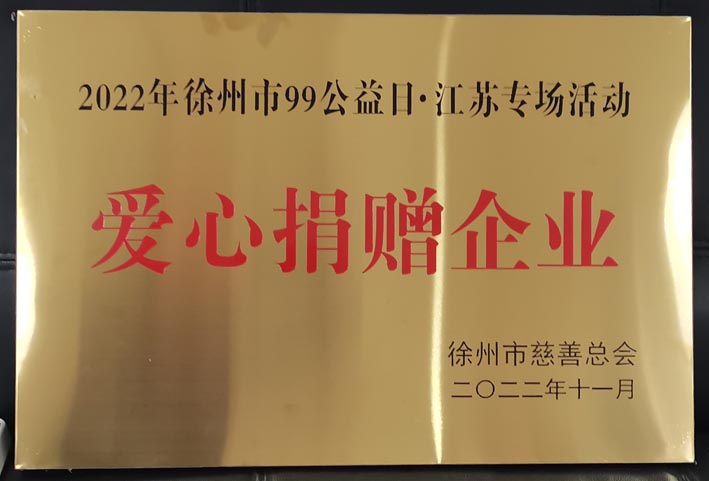 2022年徐州市99公益日·江苏专场活动
爱心捐赠企业
徐州市慈善总会
二〇二二年十一月